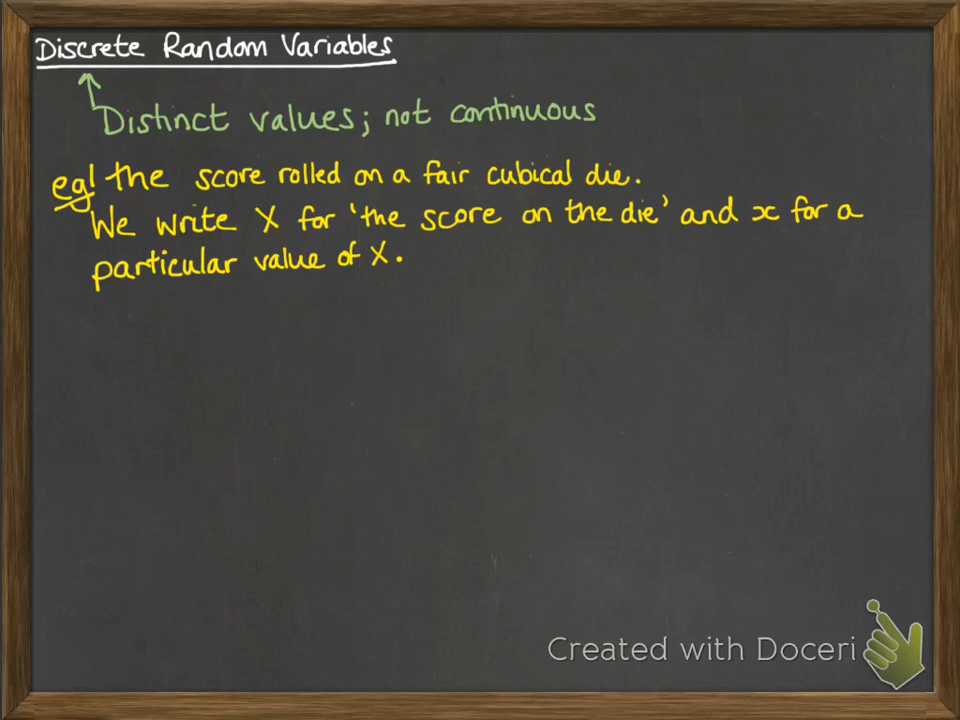 Discrete Random Variables
Distinct values; not continuous
eg1 the score rolled on a fair cubical die.
We write X for 'the score on the die' and x for a
particular value of X.
Created with Doceri